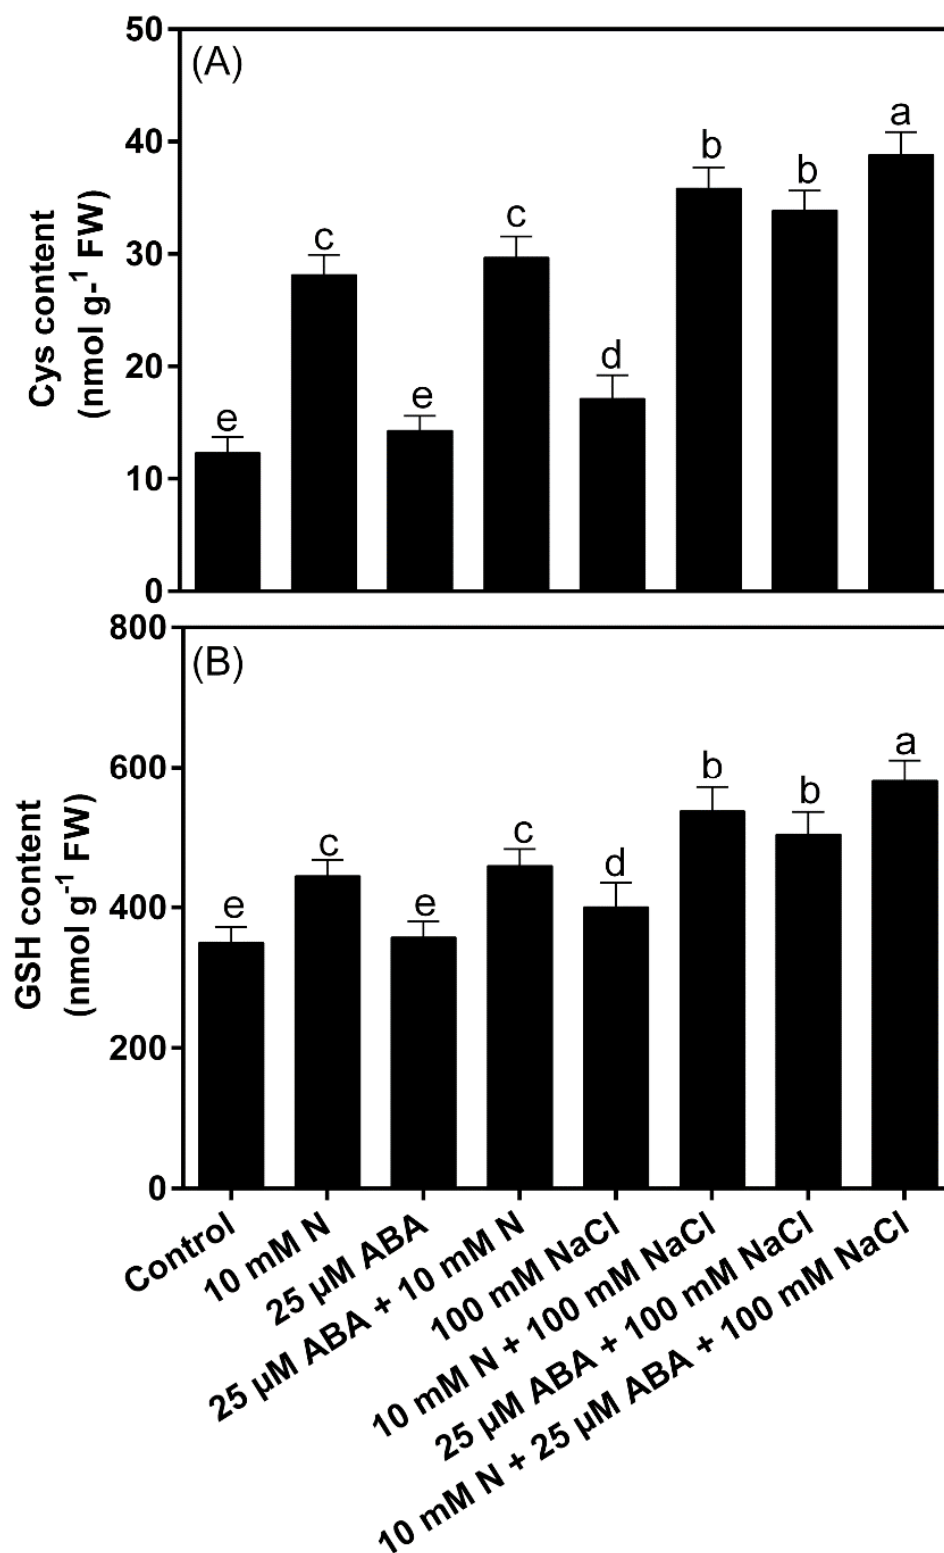 (A)
50
40
30
20
10
0
Cys content
(nmol g-¹ FW)
e
c
e
c
d
b
b
a
(B)
800
600
400
200
0
GSH content
(nmol g⁻¹ FW)
e
c
e
c
d
b
b
a
Control
10 mM N
25 µM ABA
25 µM ABA + 10 mM N
100 mM NaCl
10 mM N + 100 mM NaCl
25 µM ABA + 100 mM NaCl
10 mM N + 25 µM ABA + 100 mM NaCl